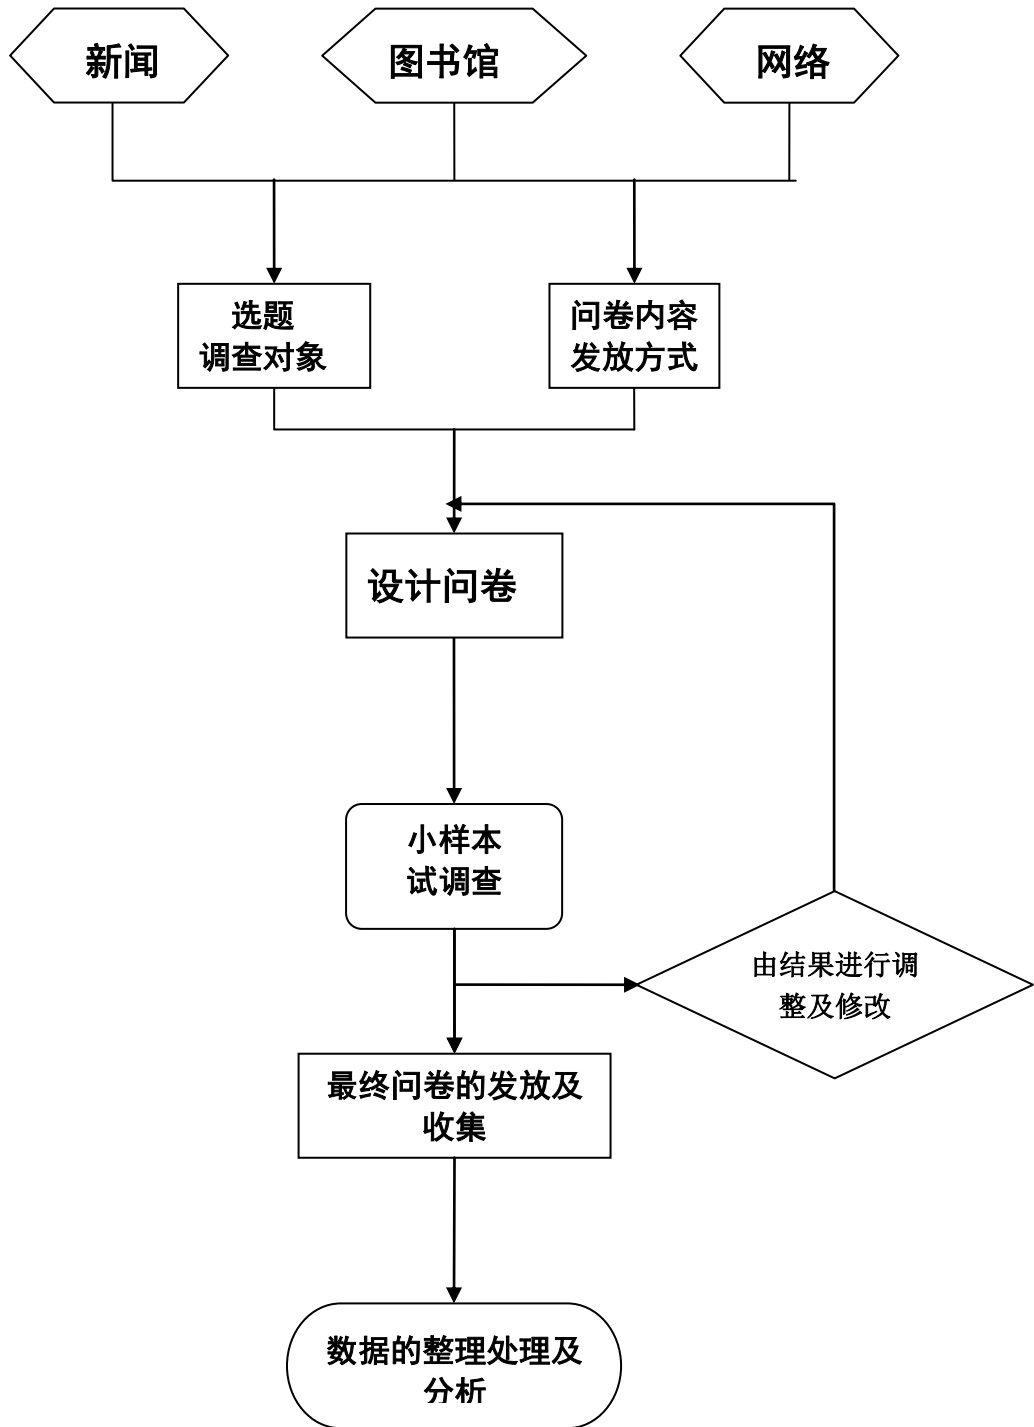 新闻
图书馆
网络
选题
调查对象
问卷内容
发放方式
设计问卷
小样本
试调查
由结果进行调
整及修改
最终问卷的发放及
收集
数据的整理处理及
分析